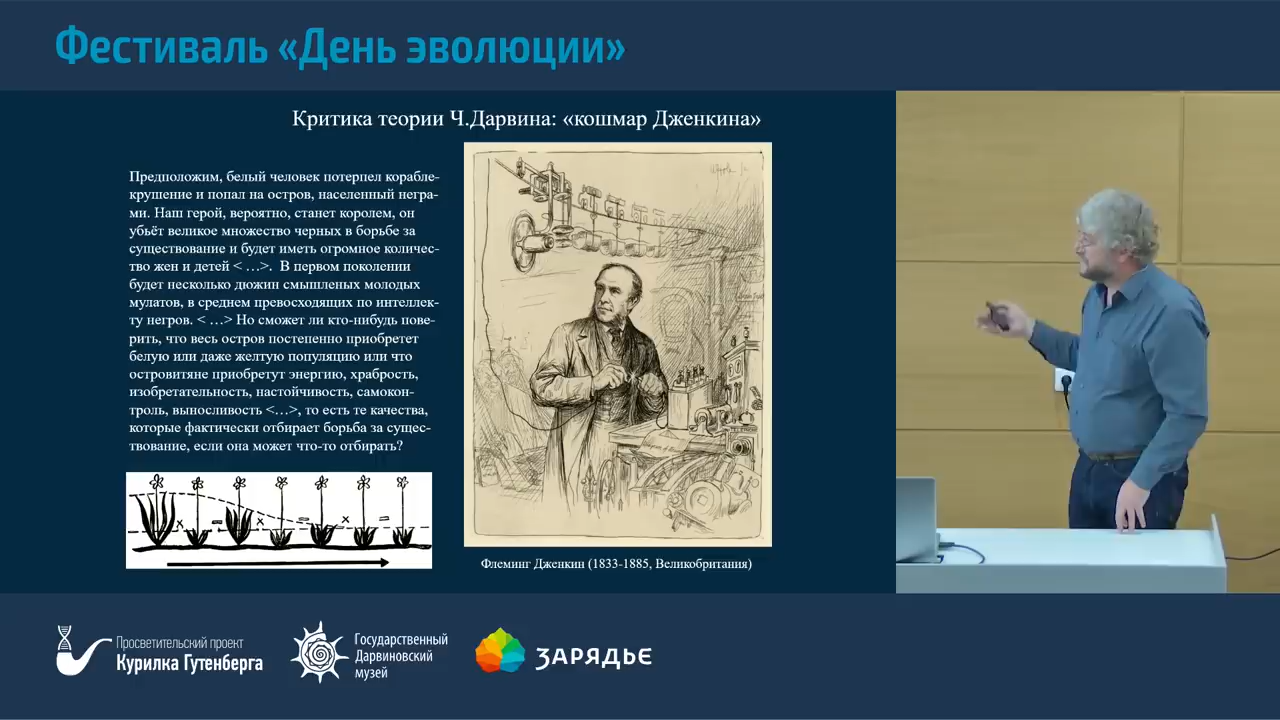 Фестиваль «День эволюции»
Критика теории Ч.Дарвина: «кошмар Дженкина»
Предположим, белый человек потерпел корабле-
крушение и попал на остров, населенный негра-
ми. Наш герой, вероятно, станет королем, он
убьёт великое множество черных в борьбе за
существование и будет иметь огромное количес-
тво жен и детей < …>. В первом поколении
будет несколько дюжин смышленых молодых
мулатов, в среднем превосходящих по интеллек-
ту негров. < …> Но сможет ли кто-нибудь пове-
рить, что весь остров постепенно приобретет
белую или даже желтую популяцию или что
островитяне приобретут энергию, храбрость,
изобретательность, настойчивость, самокон-
троль, выносливость <…>, то есть те качества,
которые фактически отбирает борьба за сущес-
твование, если она может что-то отбирать?
x = x = x =
Флеминг Дженкин (1833-1885, Великобритания)
Просветительский проект
Курилка Гутенберга
Государственный
Дарвиновский
музей
ЗАРЯДЬЕ